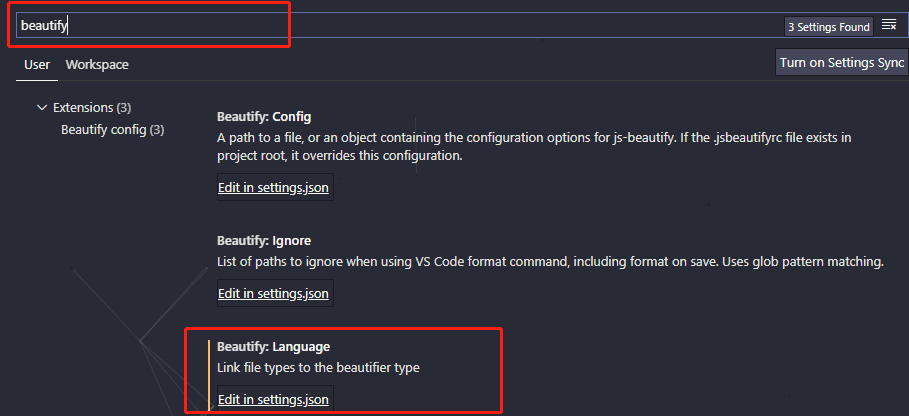 beautify
3 Settings Found
User Workspace
Turn on Settings Sync
Extensions (3)
Beautify config (3)
Beautify: Config
A path to a file, or an object containing the configuration options for js-beautify. If the .jsbeautifyrc file exists in
project root, it overrides this configuration.
Edit in settings.json
Beautify: Ignore
List of paths to ignore when using VS Code format command, including format on save. Uses glob pattern matching.
Edit in settings.json
Beautify: Language
Link file types to the beautifier type
Edit in settings.json